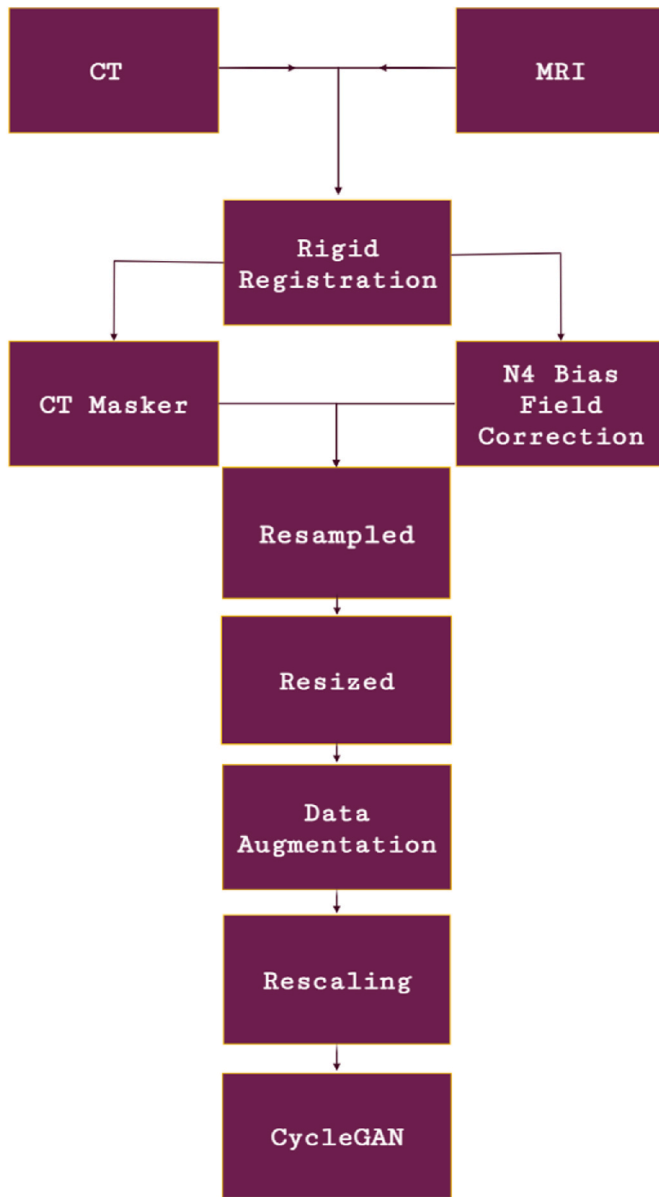 CT
MRI
Rigid
Registration
CT Masker
N4 Bias
Field
Correction
Resampled
Resized
Data
Augmentation
Rescaling
CycleGAN